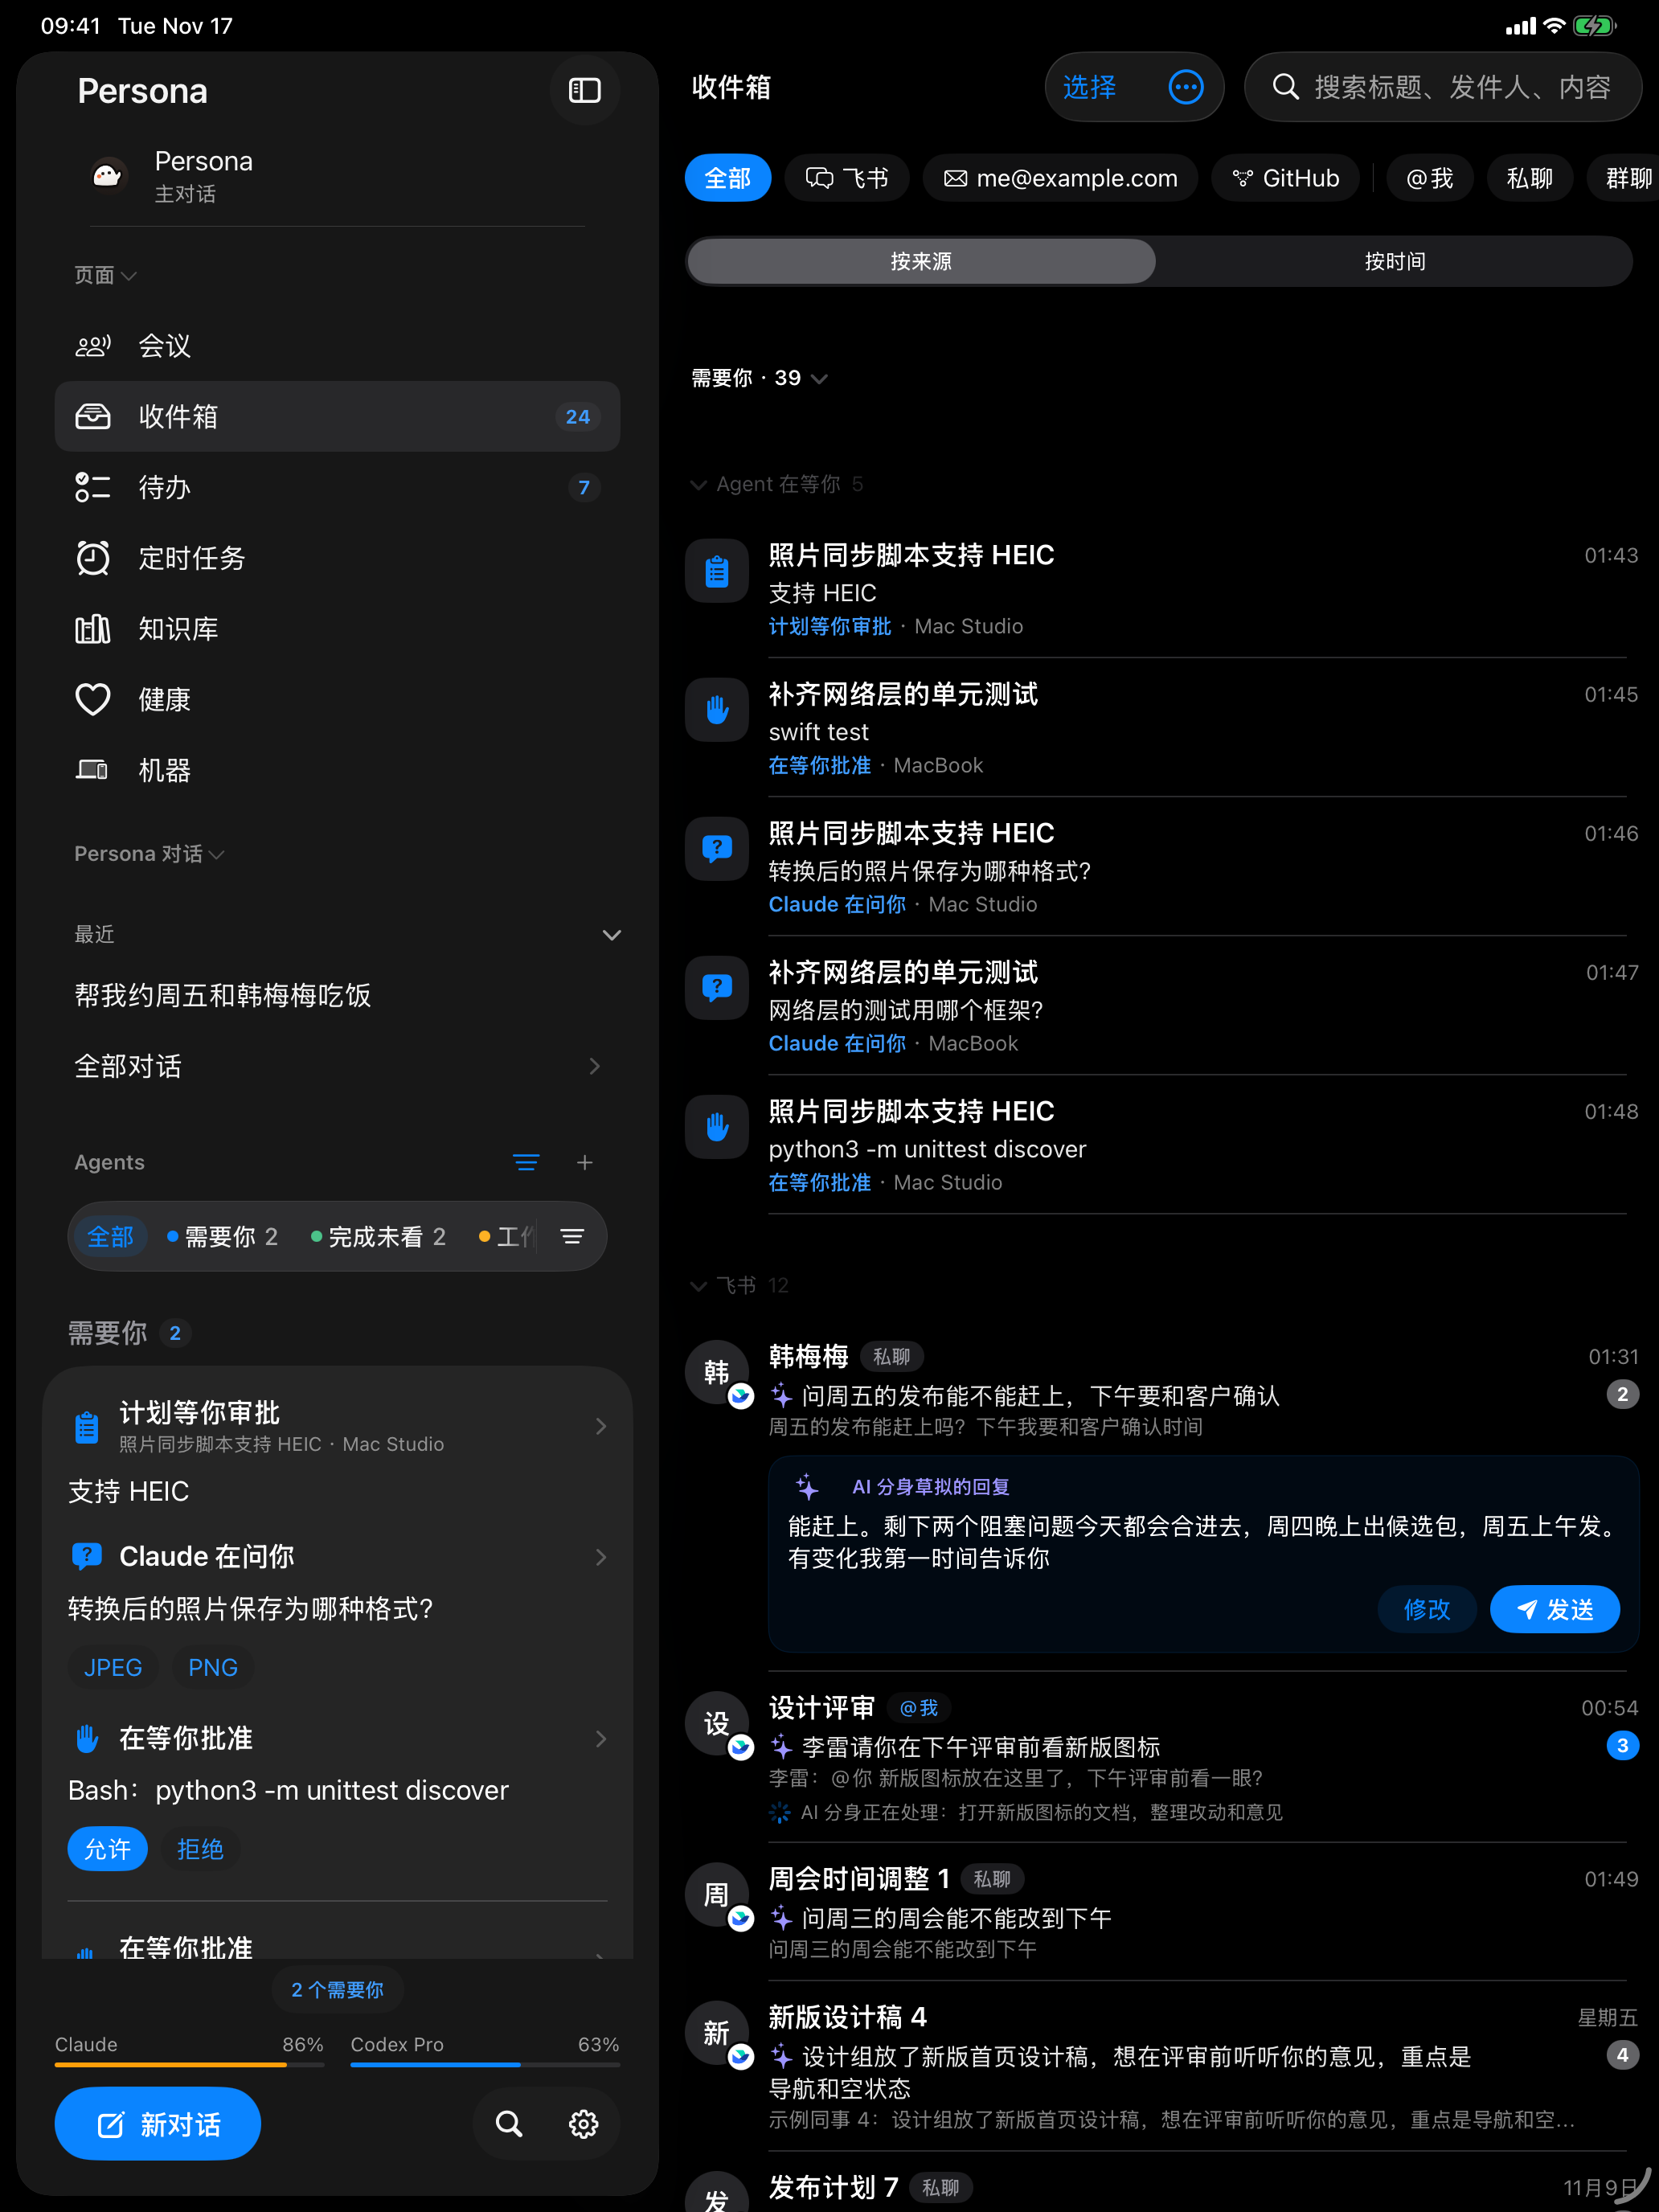 09:41 Tue Nov 17
Persona
Persona
主对话
页面
会议
收件箱 24
待办 7
定时任务
知识库
健康
机器
Persona 对话
最近
帮我约周五和韩梅梅吃饭
全部对话
Agents
全部 需要你 2 完成未看 2 工作
需要你 2
计划等你审批
照片同步脚本支持 HEIC · Mac Studio
支持 HEIC
Claude 在问你
转换后的照片保存为哪种格式?
JPEG PNG
在等你批准
Bash：python3 -m unittest discover
允许 拒绝
在等你批准
2 个需要你
Claude 86% Codex Pro 63%
新对话
收件箱
选择
搜索标题、发件人、内容
全部 飞书 me@example.com GitHub @我 私聊 群聊
按来源 按时间
需要你 · 39
Agent 在等你 5
照片同步脚本支持 HEIC 01:43
支持 HEIC
计划等你审批 · Mac Studio
补齐网络层的单元测试 01:45
swift test
在等你批准 · MacBook
照片同步脚本支持 HEIC 01:46
转换后的照片保存为哪种格式?
Claude 在问你 · Mac Studio
补齐网络层的单元测试 01:47
网络层的测试用哪个框架?
Claude 在问你 · MacBook
照片同步脚本支持 HEIC 01:48
python3 -m unittest discover
在等你批准 · Mac Studio
飞书 12
韩
韩梅梅 私聊 01:31
问周五的发布能不能赶上，下午要和客户确认 2
周五的发布能赶上吗？下午我要和客户确认时间
AI 分身草拟的回复
能赶上。剩下两个阻塞问题今天都会合进去，周四晚上出候选包，周五上午发。
有变化我第一时间告诉你
修改 发送
设
设计评审 @我 00:54
李雷请你在下午评审前看新版图标 3
李雷：@你 新版图标放在这里了，下午评审前看一眼?
AI 分身正在处理：打开新版图标的文档，整理改动和意见
周
周会时间调整 1 私聊 01:49
问周三的周会能不能改到下午
问周三的周会能不能改到下午
新
新版设计稿 4 星期五
设计组放了新版首页设计稿，想在评审前听听你的意见，重点是 4
导航和空状态
示例同事 4：设计组放了新版首页设计稿，想在评审前听听你的意见，重点是导航和空…
发
发布计划 7 私聊 11月9日